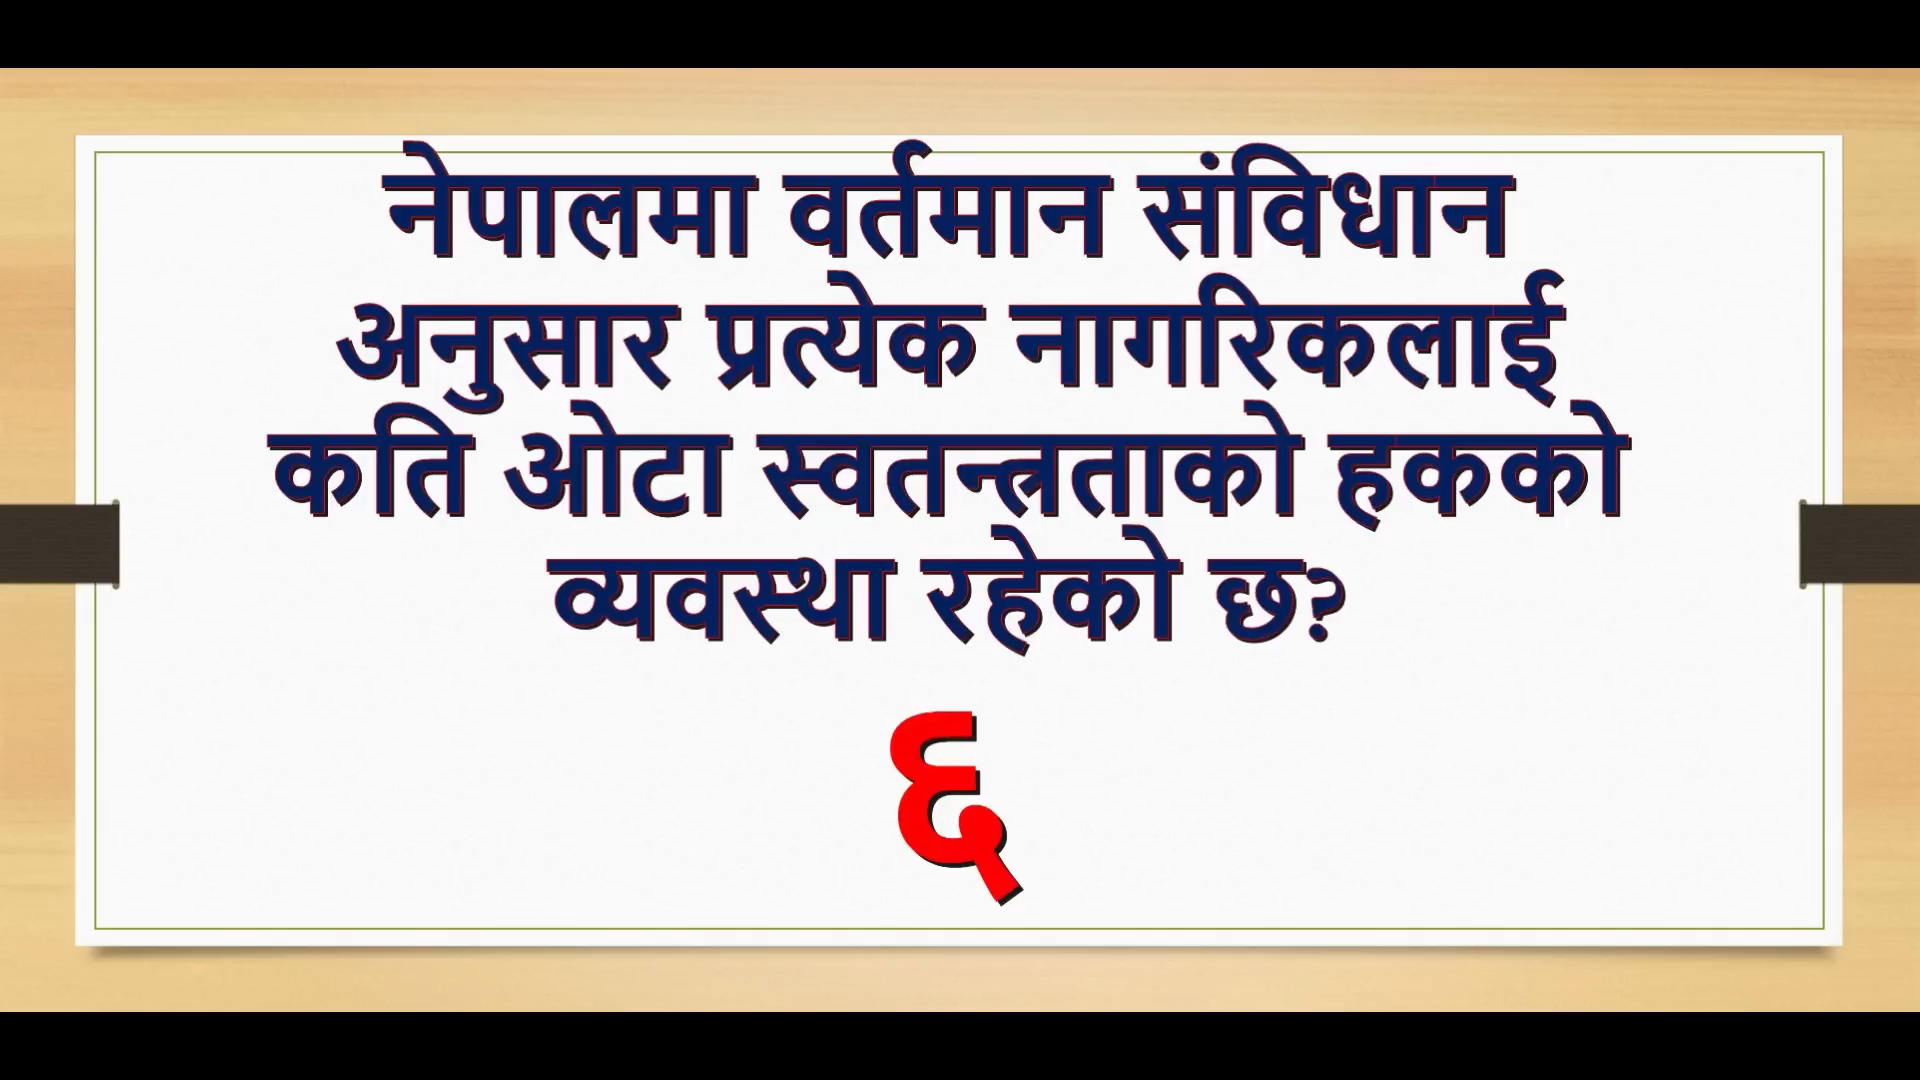 नेपालमा वर्तमान संविधान
अनुसार प्रत्येक नागरिकलाई
कति ओटा स्वतन्त्रताको हकको
व्यवस्था रहेको छ?
६